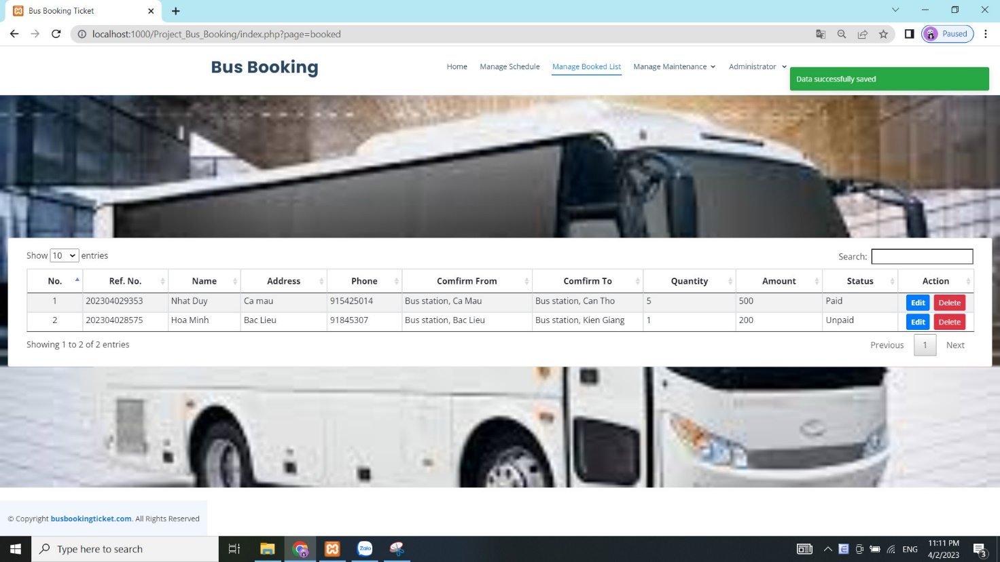 Bus Booking Ticket
localhost:1000/Project_Bus_Booking/index.php?page=booked
Paused
Bus Booking
Home Manage Schedule Manage Booked List Manage Maintenance Administrator
Data successfully saved
Show 10 entries
Search:
No. Ref. No. Name Address Phone Comfirm From Comfirm To Quantity Amount Status Action
1 202304029353 Nhat Duy Ca mau 915425014 Bus station, Ca Mau Bus station, Can Tho 5 500 Paid Edit Delete
2 202304028575 Hoa Minh Bac Lieu 91845307 Bus station, Bac Lieu Bus station, Kien Giang 1 200 Unpaid Edit Delete
Showing 1 to 2 of 2 entries
Previous 1 Next
© Copyright busbookingticket.com. All Rights Reserved
Type here to search
Zalo
ENG
11:11 PM
4/2/2023
3